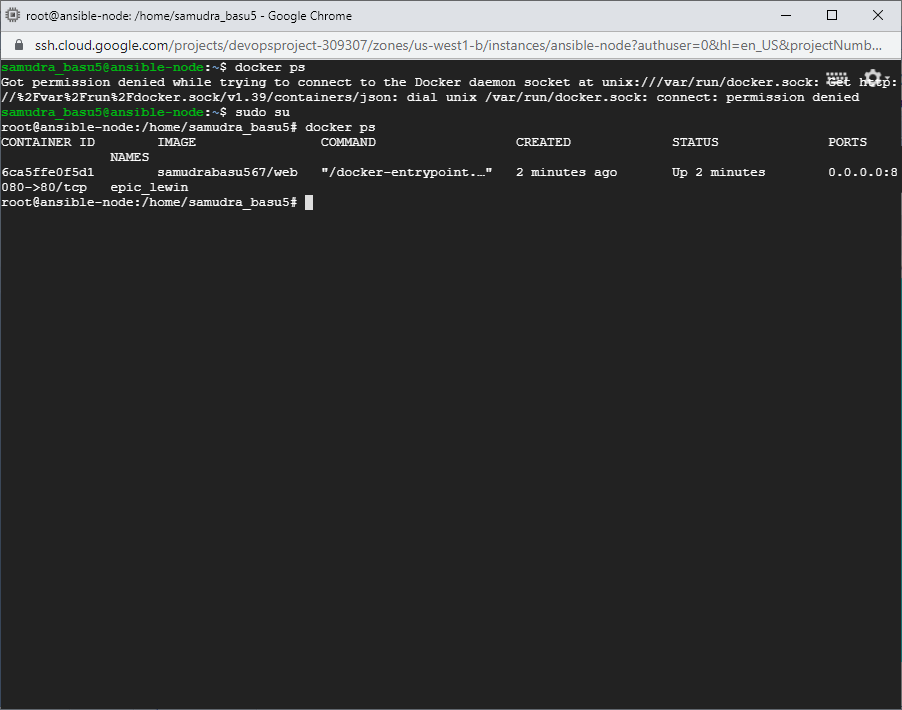 root@ansible-node: /home/samudra_basu5 - Google Chrome
ssh.cloud.google.com/projects/devopsproject-309307/zones/us-west1-b/instances/ansible-node?authuser=0&hl=en_US&projectNumb...
samudra_basu5@ansible-node:~$ docker ps
Got permission denied while trying to connect to the Docker daemon socket at unix:///var/run/docker.sock: Get http:
//%2Fvar%2Frun%2Fdocker.sock/v1.39/containers/json: dial unix /var/run/docker.sock: connect: permission denied
samudra_basu5@ansible-node:~$ sudo su
root@ansible-node:/home/samudra_basu5# docker ps
CONTAINER ID        IMAGE                COMMAND                  CREATED             STATUS              PORTS
              NAMES
6ca5ffe0f5d1        samudrabasu567/web   "/docker-entrypoint.…"   2 minutes ago       Up 2 minutes        0.0.0.0:8
080->80/tcp   epic_lewin
root@ansible-node:/home/samudra_basu5#